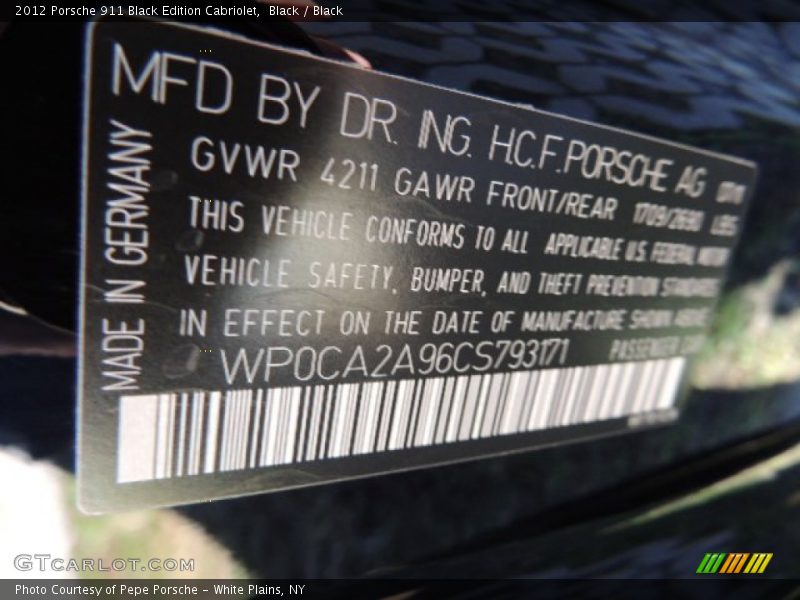 2012 Porsche 911 Black Edition Cabriolet, Black / Black
MFD BY DR. ING. H.C.F. PORSCHE AG
GVWR 4211 GAWR FRONT/REAR 1709/2690 LBS
THIS VEHICLE CONFORMS TO ALL APPLICABLE U.S. FEDERAL MOTOR
VEHICLE SAFETY, BUMPER, AND THEFT PREVENTION STANDARDS
IN EFFECT ON THE DATE OF MANUFACTURE SHOWN ABOVE
WP0CA2A96CS793171 PASSENGER CAR
MADE IN GERMANY
GTCARLOT.COM
Photo Courtesy of Pepe Porsche - White Plains, NY